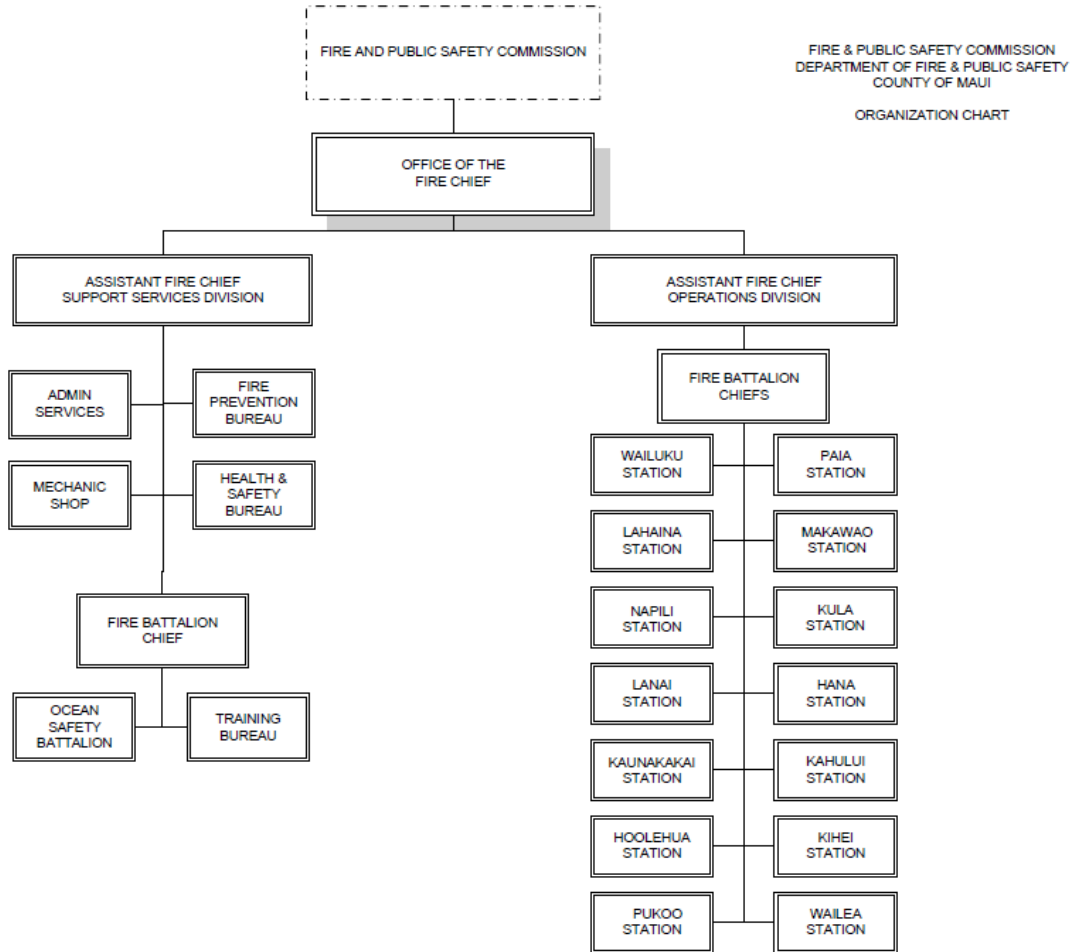 FIRE AND PUBLIC SAFETY COMMISSION
FIRE & PUBLIC SAFETY COMMISSION
DEPARTMENT OF FIRE & PUBLIC SAFETY
COUNTY OF MAUI
ORGANIZATION CHART
OFFICE OF THE
FIRE CHIEF
ASSISTANT FIRE CHIEF
SUPPORT SERVICES DIVISION
ASSISTANT FIRE CHIEF
OPERATIONS DIVISION
ADMIN
SERVICES
FIRE
PREVENTION
BUREAU
MECHANIC
SHOP
HEALTH &
SAFETY
BUREAU
FIRE BATTALION
CHIEF
OCEAN
SAFETY
BATTALION
TRAINING
BUREAU
FIRE BATTALION
CHIEFS
WAILUKU
STATION
PAIA
STATION
LAHAINA
STATION
MAKAWAO
STATION
NAPILI
STATION
KULA
STATION
LANAI
STATION
HANA
STATION
KAUNAKAKAI
STATION
KAHULUI
STATION
HOOLEHUA
STATION
KIHEI
STATION
PUKOO
STATION
WAILEA
STATION